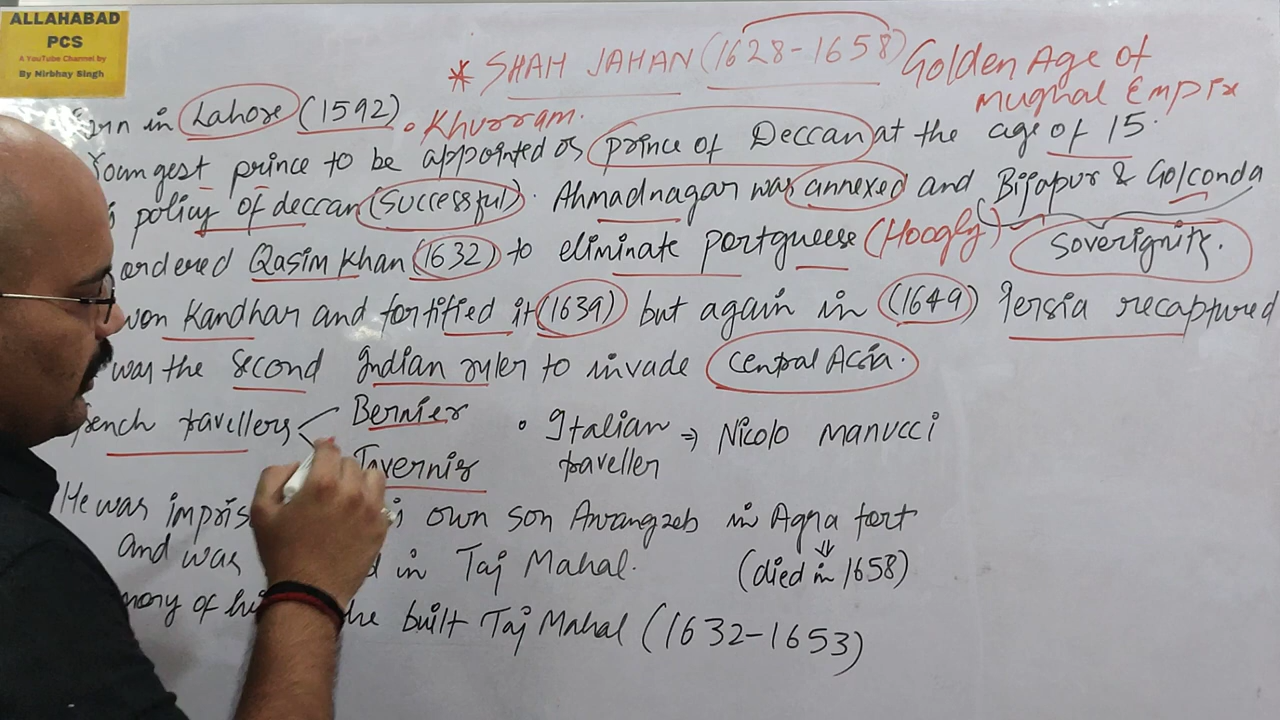 ALLAHABAD
PCS
A YouTube Channel by
By Nirbhay Singh
* SHAH JAHAN (1628-1658) Golden Age of
Mughal Empire
in Lahore (1592) • Khurram.
Youngest prince to be appointed as prince of Deccan at the age of 15.
policy of deccan (successful). Ahmadnagar was annexed and Bijapur & Golconda
ordered Qasim Khan (1632) to eliminate portgueese (Hoogly) Soverignity.
won Kandhar and fortified it (1639) but again in (1649) Persia recaptured
was the second Indian ruler to invade Central Acia.
travellers Bernier • Italian traveller ⇒ Nicolo Manucci
Tavernir
He was own son Aurangzeb in Agra fort
and was in Taj Mahal. ⇓ (died in 1658)
of he built Taj Mahal (1632-1653)